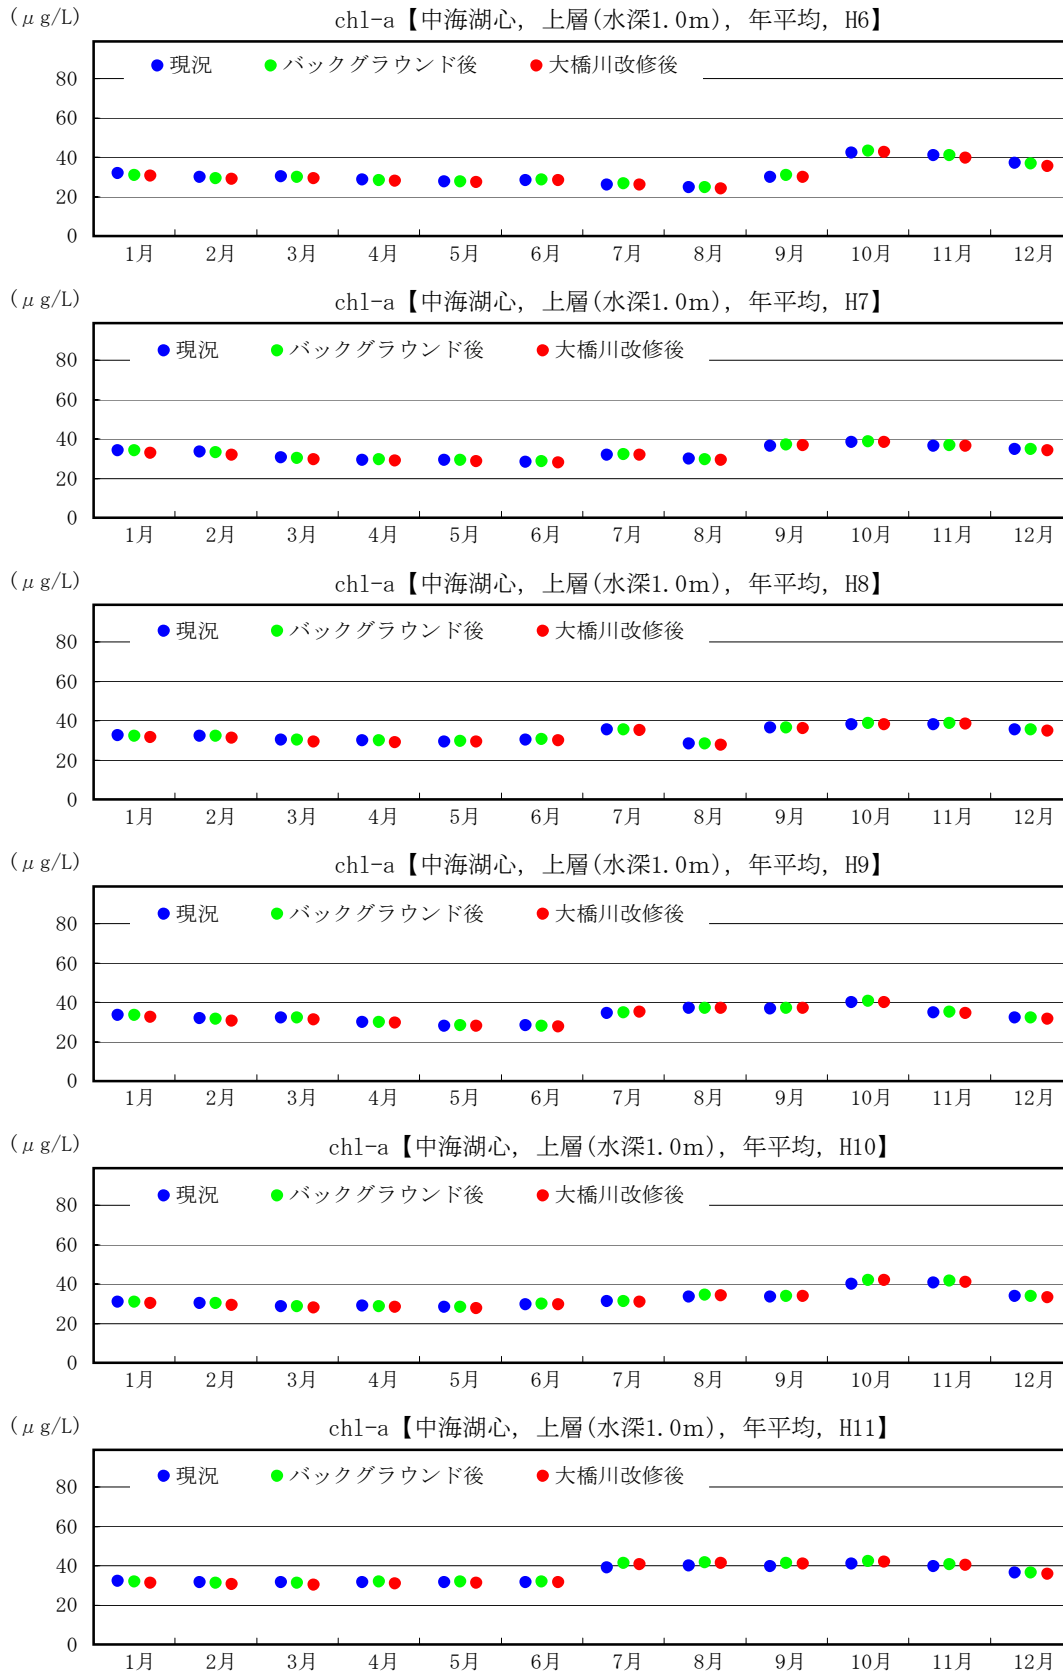 (μg/L) chl-a【中海湖心, 上層(水深1.0m), 年平均, H6】
80 ●現況 ●バックグラウンド後 ●大橋川改修後
60
40
20
0
1月 2月 3月 4月 5月 6月 7月 8月 9月 10月 11月 12月
(μg/L) chl-a【中海湖心, 上層(水深1.0m), 年平均, H7】
●現況 ●バックグラウンド後 ●大橋川改修後
80
60
40
20
0
1月 2月 3月 4月 5月 6月 7月 8月 9月 10月 11月 12月
(μg/L) chl-a【中海湖心, 上層(水深1.0m), 年平均, H8】
●現況 ●バックグラウンド後 ●大橋川改修後
80
60
40
20
0
1月 2月 3月 4月 5月 6月 7月 8月 9月 10月 11月 12月
(μg/L) chl-a【中海湖心, 上層(水深1.0m), 年平均, H9】
●現況 ●バックグラウンド後 ●大橋川改修後
80
60
40
20
0
1月 2月 3月 4月 5月 6月 7月 8月 9月 10月 11月 12月
(μg/L) chl-a【中海湖心, 上層(水深1.0m), 年平均, H10】
●現況 ●バックグラウンド後 ●大橋川改修後
80
60
40
20
0
1月 2月 3月 4月 5月 6月 7月 8月 9月 10月 11月 12月
(μg/L) chl-a【中海湖心, 上層(水深1.0m), 年平均, H11】
●現況 ●バックグラウンド後 ●大橋川改修後
80
60
40
20
0
1月 2月 3月 4月 5月 6月 7月 8月 9月 10月 11月 12月